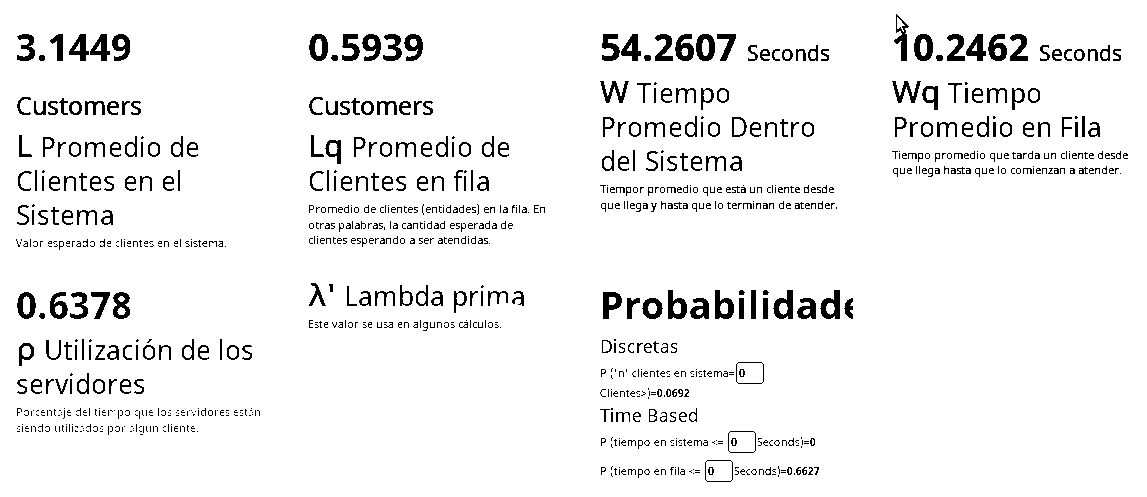 3.1449
Customers
L Promedio de
Clientes en el
Sistema
Valor esperado de clientes en el sistema.
0.5939
Customers
Lq Promedio de
Clientes en fila
Promedio de clientes (entidades) en la fila. En
otras palabras, la cantidad esperada de
clientes esperando a ser atendidas.
54.2607 Seconds
W Tiempo
Promedio Dentro
del Sistema
Tiempor promedio que está un cliente desde
que llega y hasta que lo terminan de atender.
10.2462 Seconds
Wq Tiempo
Promedio en Fila
Tiempo promedio que tarda un cliente desde
que llega hasta que lo comienzan a atender.
0.6378
ρ Utilización de los
servidores
Porcentaje del tiempo que los servidores están
siendo utilizados por algun cliente.
λ' Lambda prima
Este valor se usa en algunos cálculos.
Probabilidade
Discretas
P ("n" clientes en sistema= 0
Clientes>)=0.0692
Time Based
P (tiempo en sistema <= 0 Seconds)=0
P (tiempo en fila <= 0 Seconds)=0.6627